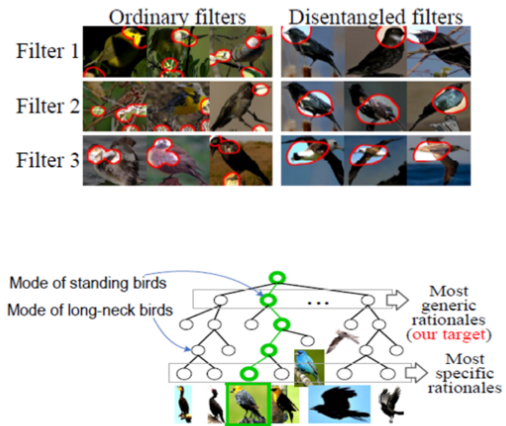 Ordinary filters Disentangled filters
Filter 1
Filter 2
Filter 3
Mode of standing birds
Mode of long-neck birds
...
Most
generic
rationales
(our target)
Most
specific
rationales